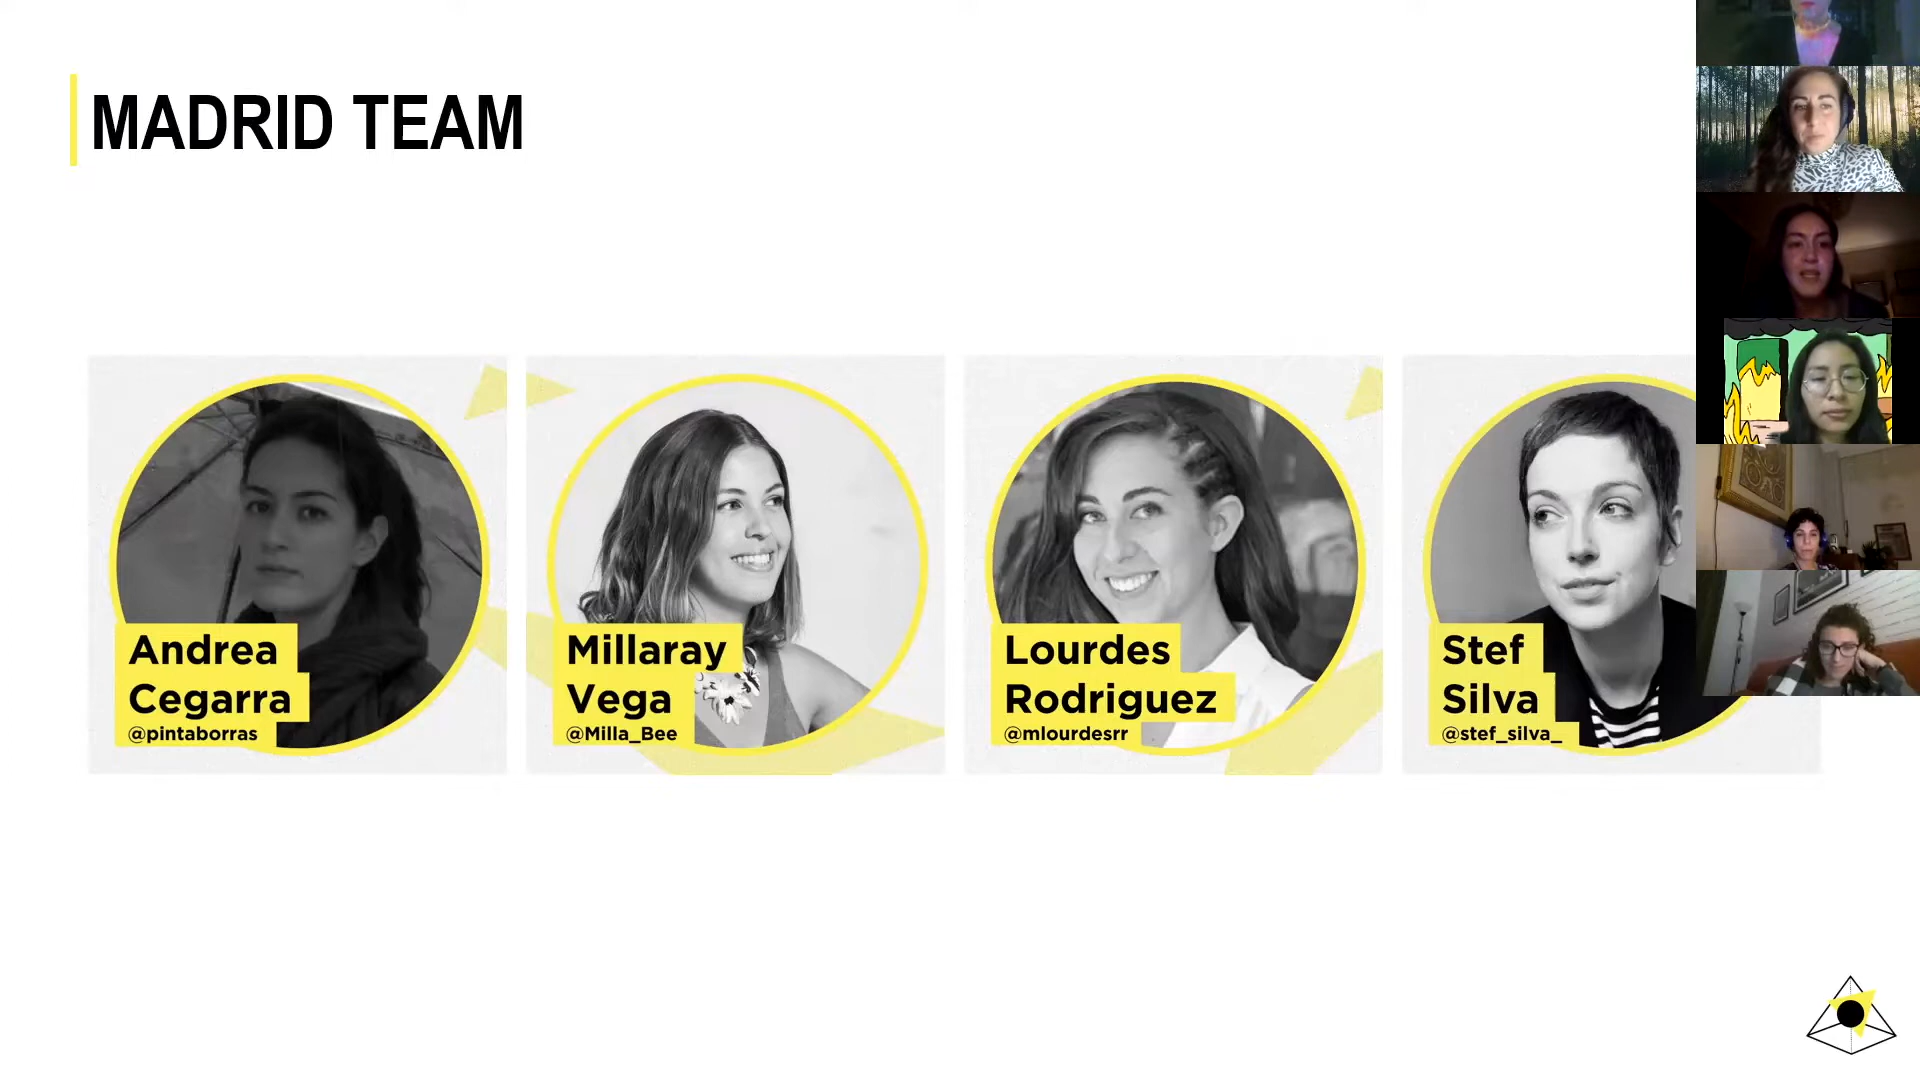 MADRID TEAM
Andrea
Cegarra
@pintaborras
Millaray
Vega
@Milla_Bee
Lourdes
Rodriguez
@mlourdesrr
Stef
Silva
@stef_silva_